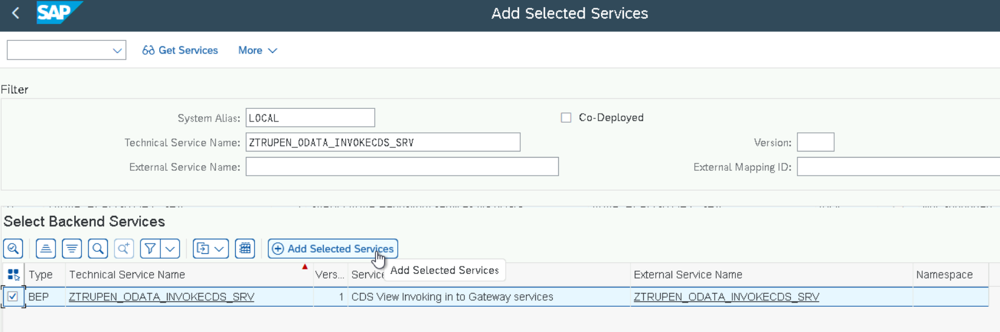 SAP Add Selected Services
Get Services More
Filter
System Alias: LOCAL Co-Deployed
Technical Service Name: ZTRUPEN_ODATA_INVOKECDS_SRV Version:
External Service Name: External Mapping ID:
Select Backend Services
Add Selected Services
Add Selected Services
Type Technical Service Name Vers... External Service Name Namespace
BEP ZTRUPEN_ODATA_INVOKECDS_SRV 1 CDS View Invoking in to Gateway services ZTRUPEN_ODATA_INVOKECDS_SRV